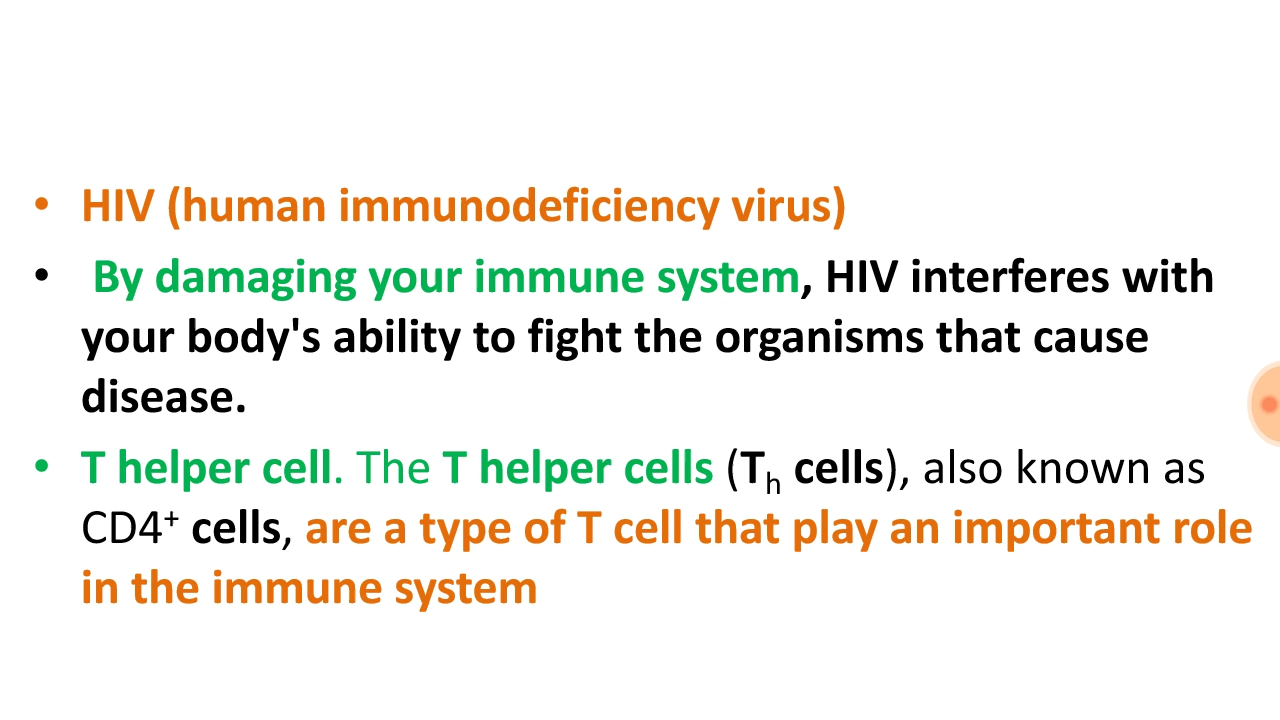 • HIV (human immunodeficiency virus)
• By damaging your immune system, HIV interferes with
your body's ability to fight the organisms that cause
disease.
• T helper cell. The T helper cells (Th cells), also known as
CD4⁺ cells, are a type of T cell that play an important role
in the immune system